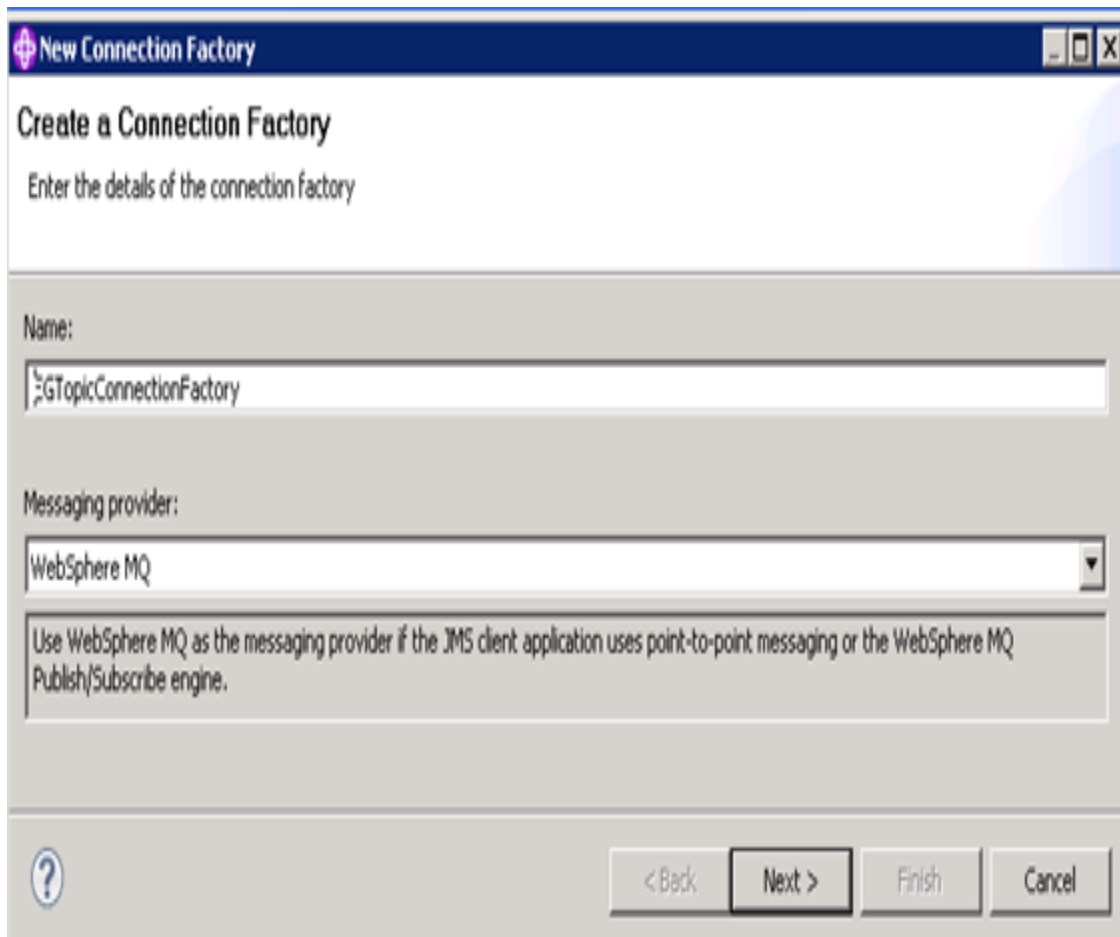 New Connection Factory
Create a Connection Factory
Enter the details of the connection factory
Name:
Messaging provider:
WebSphere MQ
Use WebSphere MQ as the messaging provider if the JMS client application uses point-to-point messaging or the WebSphere MQ
Publish/Subscribe engine.
?
< Back
Next >
Finish
Cancel